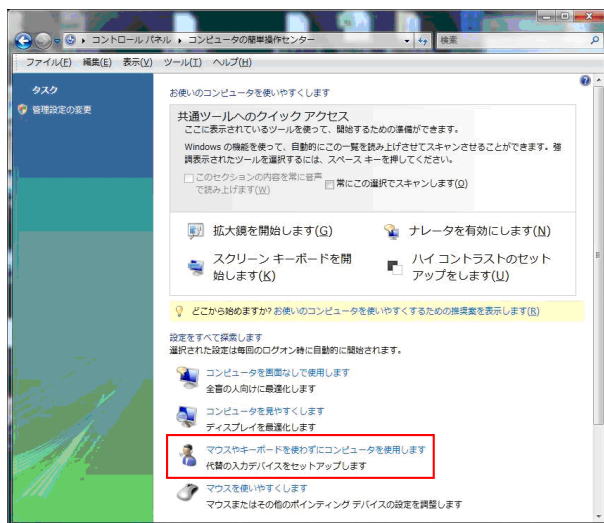 コントロール パネル ▸ コンピュータの簡単操作センター
検索
ファイル(F) 編集(E) 表示(V) ツール(T) ヘルプ(H)
タスク
管理設定の変更
お使いのコンピュータを使いやすくします
共通ツールへのクイック アクセス
ここに表示されているツールを使って、開始するための準備ができます。
Windows の機能を使って、自動的にこの一覧を読み上げさせてスキャンさせることができます。強
調表示されたツールを選択するには、スペース キーを押してください。
このセクションの内容を常に音声
で読み上げます(W)
常にこの選択でスキャンします(O)
拡大鏡を開始します(G)
ナレータを有効にします(N)
スクリーン キーボードを開
始します(K)
ハイ コントラストのセット
アップをします(U)
どこから始めますか? お使いのコンピュータを使いやすくするための推奨案を表示します(R)
設定をすべて探索します
選択された設定は毎回のログオン時に自動的に開始されます。
コンピュータを画面なしで使用します
全盲の人向けに最適化します
コンピュータを見やすくします
ディスプレイを最適化します
マウスやキーボードを使わずにコンピュータを使用します
代替の入力デバイスをセットアップします
マウスを使いやすくします
マウスまたはその他のポインティング デバイスの設定を調整します